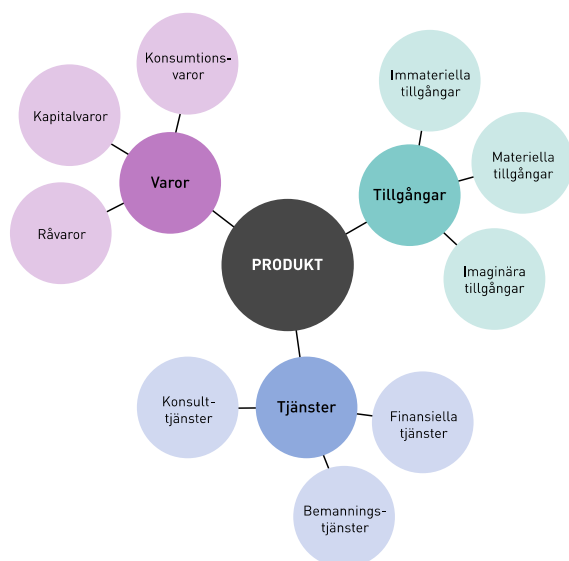 Konsumtions-
varor
Kapitalvaror
Varor
Råvaror
Immateriella
tillgångar
Materiella
tillgångar
Tillgångar
Imaginära
tillgångar
PRODUKT
Konsult-
tjänster
Tjänster
Finansiella
tjänster
Bemannings-
tjänster